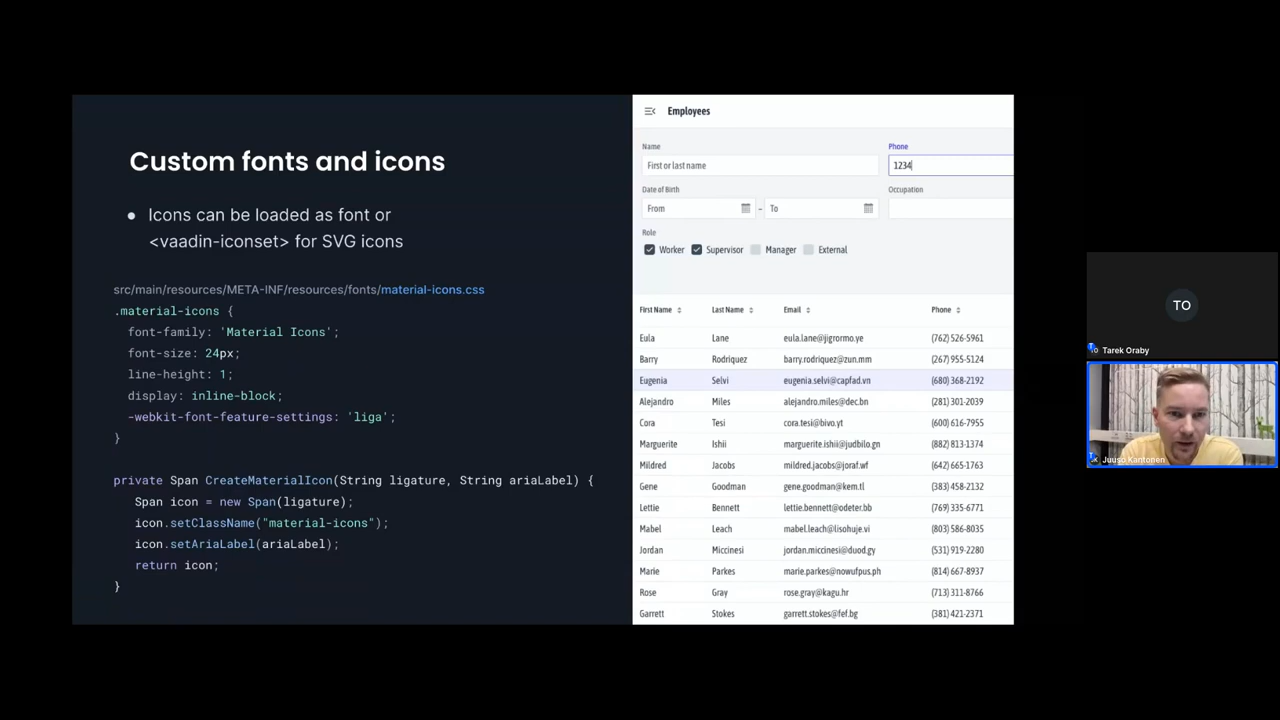 Custom fonts and icons
● Icons can be loaded as font or
<vaadin-iconset> for SVG icons
src/main/resources/META-INF/resources/fonts/material-icons.css
.material-icons {
font-family: 'Material Icons';
font-size: 24px;
line-height: 1;
display: inline-block;
-webkit-font-feature-settings: 'liga';
}
private Span CreateMaterialIcon(String ligature, String ariaLabel) {
Span icon = new Span(ligature);
icon.setClassName("material-icons");
icon.setAriaLabel(ariaLabel);
return icon;
}
Employees
Name Phone
First or last name 1234
Date of Birth Occupation
From – To
Role
Worker Supervisor Manager External
First Name Last Name Email Phone
Eula Lane eula.lane@jigrormo.ye (762) 526-5961
Barry Rodriquez barry.rodriquez@zun.mm (267) 955-5124
Eugenia Selvi eugenia.selvi@capfad.vn (680) 368-2192
Alejandro Miles alejandro.miles@dec.bn (281) 301-2039
Cora Tesi cora.tesi@bivo.yt (600) 616-7955
Marguerite Ishii marguerite.ishii@judbilo.gn (882) 813-1374
Mildred Jacobs mildred.jacobs@joraf.wf (642) 665-1763
Gene Goodman gene.goodman@kem.tl (383) 458-2132
Lettie Bennett lettie.bennett@odeter.bb (769) 335-6771
Mabel Leach mabel.leach@lisohuje.vi (803) 586-8035
Jordan Miccinesi jordan.miccinesi@duod.gy (531) 919-2280
Marie Parkes marie.parkes@nowufpus.ph (814) 667-8937
Rose Gray rose.gray@kagu.hr (713) 311-8766
Garrett Stokes garrett.stokes@fef.bg (381) 421-2371
TO
Tarek Oraby
Juuso Kantonen